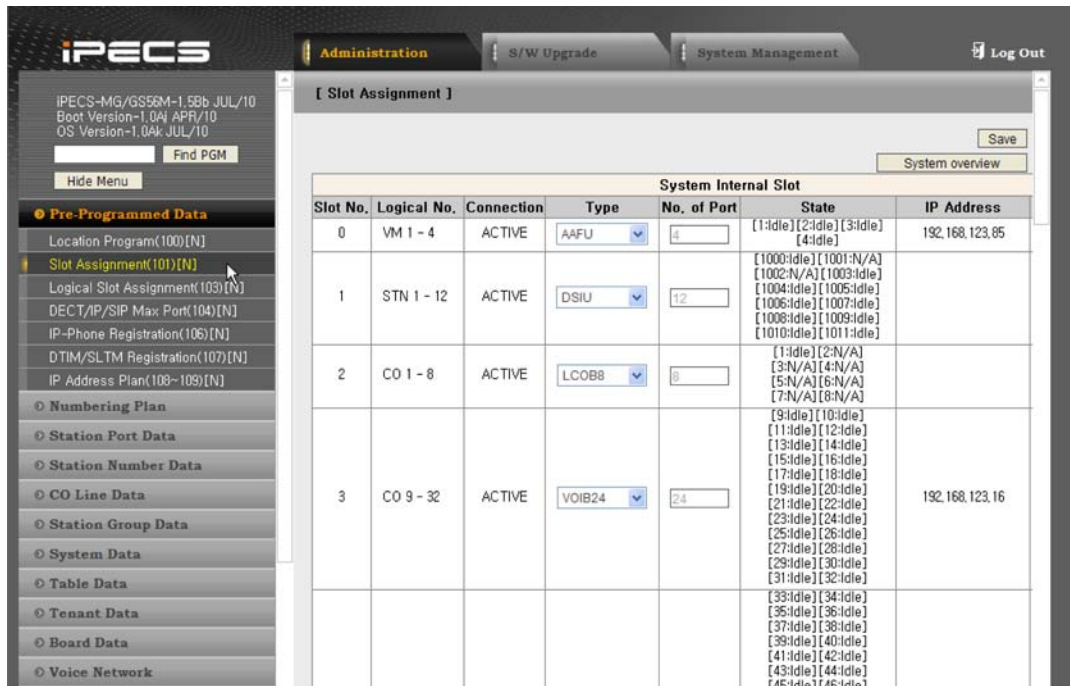 iPECS
Administration
S/W Upgrade
System Management
Log Out
iPECS-MG/GS56M-1,5Bb JUL/10
Boot Version-1,0Aj APR/10
OS Version-1,0Ak JUL/10
Find PGM
Hide Menu
Pre-Programmed Data
Location Program(100)[N]
Slot Assignment(101)[N]
Logical Slot Assignment(103)[N]
DECT/IP/SIP Max Port(104)[N]
IP-Phone Registration(106)[N]
DTIM/SLTM Registration(107)[N]
IP Address Plan(108~109)[N]
Numbering Plan
Station Port Data
Station Number Data
CO Line Data
Station Group Data
System Data
Table Data
Tenant Data
Board Data
Voice Network
[ Slot Assignment ]
Save
System overview
System Internal Slot
Slot No. Logical No. Connection Type No. of Port State IP Address
0 VM 1 - 4 ACTIVE AAFU 4 [1:Idle][2:Idle][3:Idle] 192,168,123,85
[4:Idle]
1 STN 1 - 12 ACTIVE DSIU 12 [1000:Idle][1001:N/A]
[1002:N/A][1003:Idle]
[1004:Idle][1005:Idle]
[1006:Idle][1007:Idle]
[1008:Idle][1009:Idle]
[1010:Idle][1011:Idle]
2 CO 1 - 8 ACTIVE LCOB8 8 [1:Idle][2:N/A]
[3:N/A][4:N/A]
[5:N/A][6:N/A]
[7:N/A][8:N/A]
3 CO 9 - 32 ACTIVE VOIB24 24 [9:Idle][10:Idle] 192,168,123,16
[11:Idle][12:Idle]
[13:Idle][14:Idle]
[15:Idle][16:Idle]
[17:Idle][18:Idle]
[19:Idle][20:Idle]
[21:Idle][22:Idle]
[23:Idle][24:Idle]
[25:Idle][26:Idle]
[27:Idle][28:Idle]
[29:Idle][30:Idle]
[31:Idle][32:Idle]
[33:Idle][34:Idle]
[35:Idle][36:Idle]
[37:Idle][38:Idle]
[39:Idle][40:Idle]
[41:Idle][42:Idle]
[43:Idle][44:Idle]
[45:Idle][46:Idle]